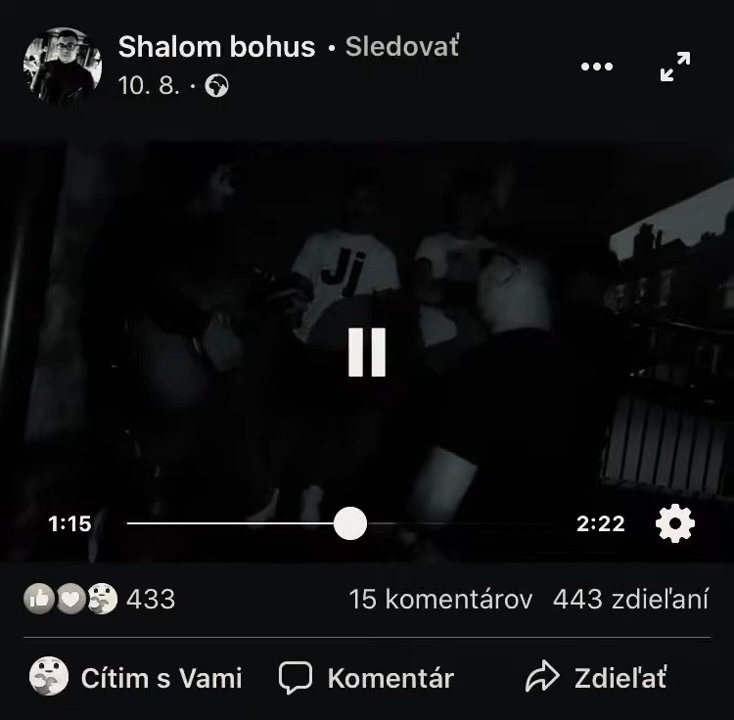 Shalom bohus • Sledovať
10. 8. ·
Jj
1:15 2:22
433 15 komentárov 443 zdieľaní
Cítim s Vami Komentár Zdieľať